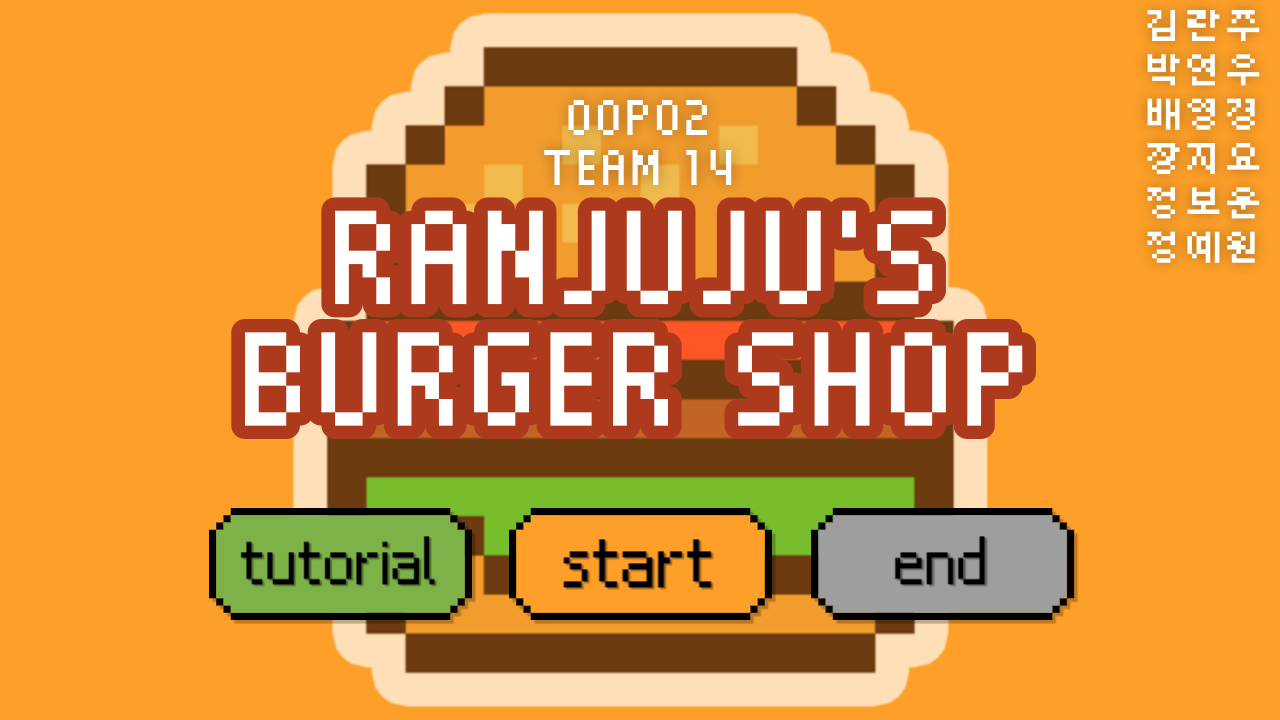 OOP02
TEAM 14
RANJUJU'S
BURGER SHOP
tutorial
start
end
김란주
박연우
배영경
장지요
정보운
정예원